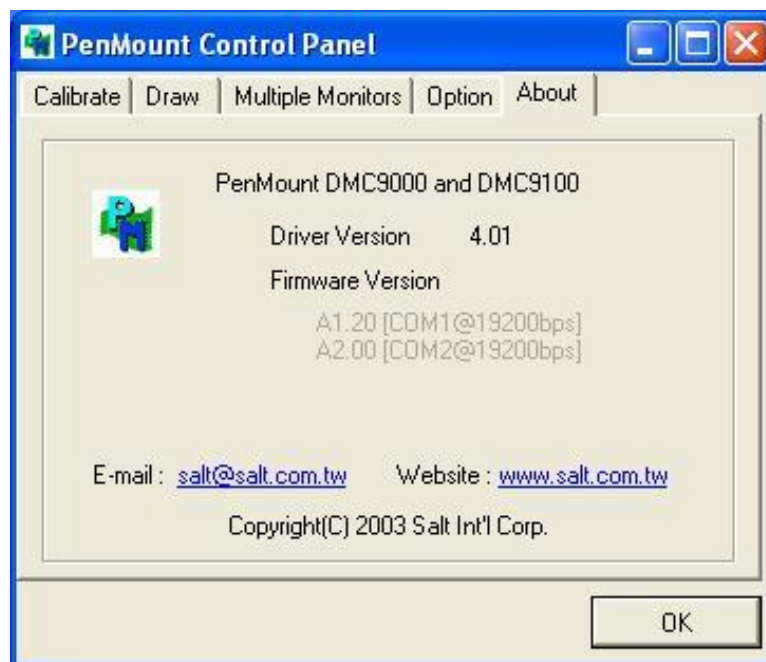 PenMount Control Panel
Calibrate Draw Multiple Monitors Option About
PM
PenMount DMC9000 and DMC9100
Driver Version 4.01
Firmware Version
A1.20 [COM1@19200bps]
A2.00 [COM2@19200bps]
E-mail : salt@salt.com.tw Website : www.salt.com.tw
Copyright(C) 2003 Salt Int'l Corp.
OK